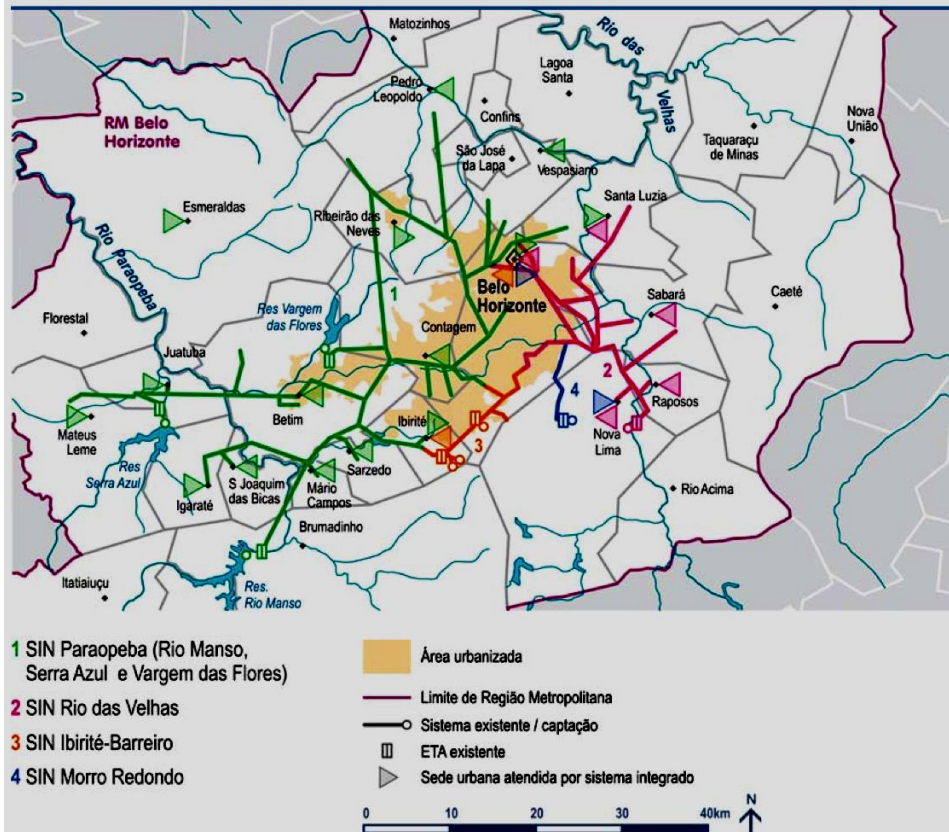 Matozinhos
Rio das
Velhas
Lagoa
Santa
Pedro
Leopoldo
Confins
RM Belo
Horizonte
Nova
União
Taquaraçu
de Minas
São José
da Lapa
Vespasiano
Santa Luzia
Esmeraldas
Ribeirão das
Neves
Rio Paraopeba
Belo
Horizonte
Caeté
Sabará
1
Res Vargem
das Flores
Florestal
Contagem
Juatuba
2
4
Raposos
Betim
Ibirité
Nova
Lima
Mateus
Leme
3
Res
Serra Azul
Sarzedo
S Joaquim
das Bicas
Mário
Campos
Igaraté
Rio Acima
Brumadinho
Itatiaiuçu
Res.
Rio Manso
1 SIN Paraopeba (Rio Manso,
Serra Azul e Vargem das Flores)
2 SIN Rio das Velhas
3 SIN Ibirité-Barreiro
4 SIN Morro Redondo
Área urbanizada
Limite de Região Metropolitana
Sistema existente / captação
ETA existente
Sede urbana atendida por sistema integrado
0 10 20 30 40km
N